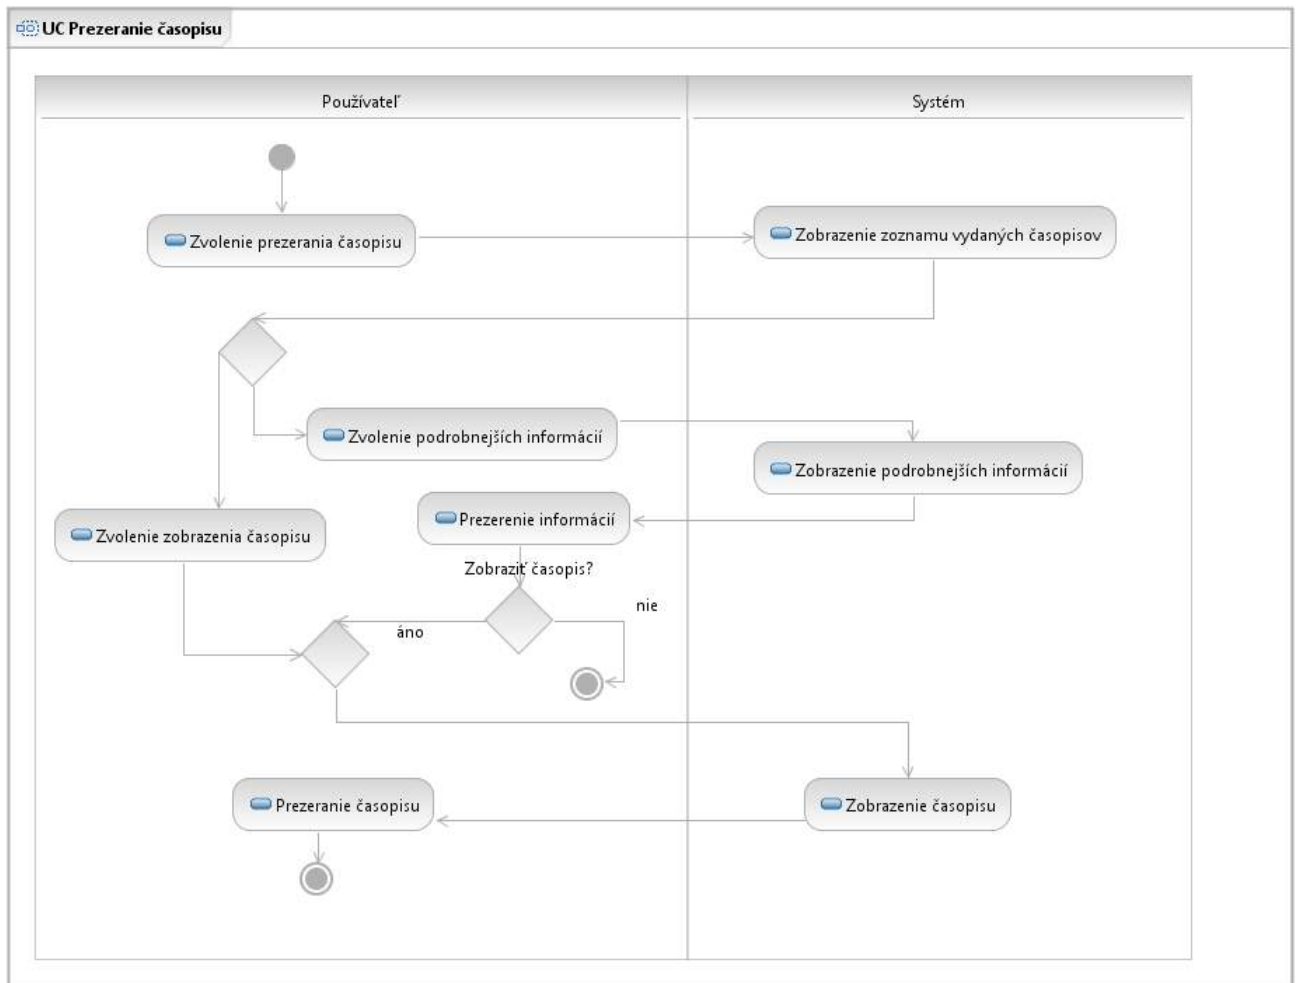 UC Prezeranie časopisu
Používateľ
Systém
Zvolenie prezerania časopisu
Zobrazenie zoznamu vydaných časopisov
Zvolenie podrobnejších informácií
Zobrazenie podrobnejších informácií
Prezerenie informácií
Zvolenie zobrazenia časopisu
Zobraziť časopis?
nie
áno
Prezeranie časopisu
Zobrazenie časopisu